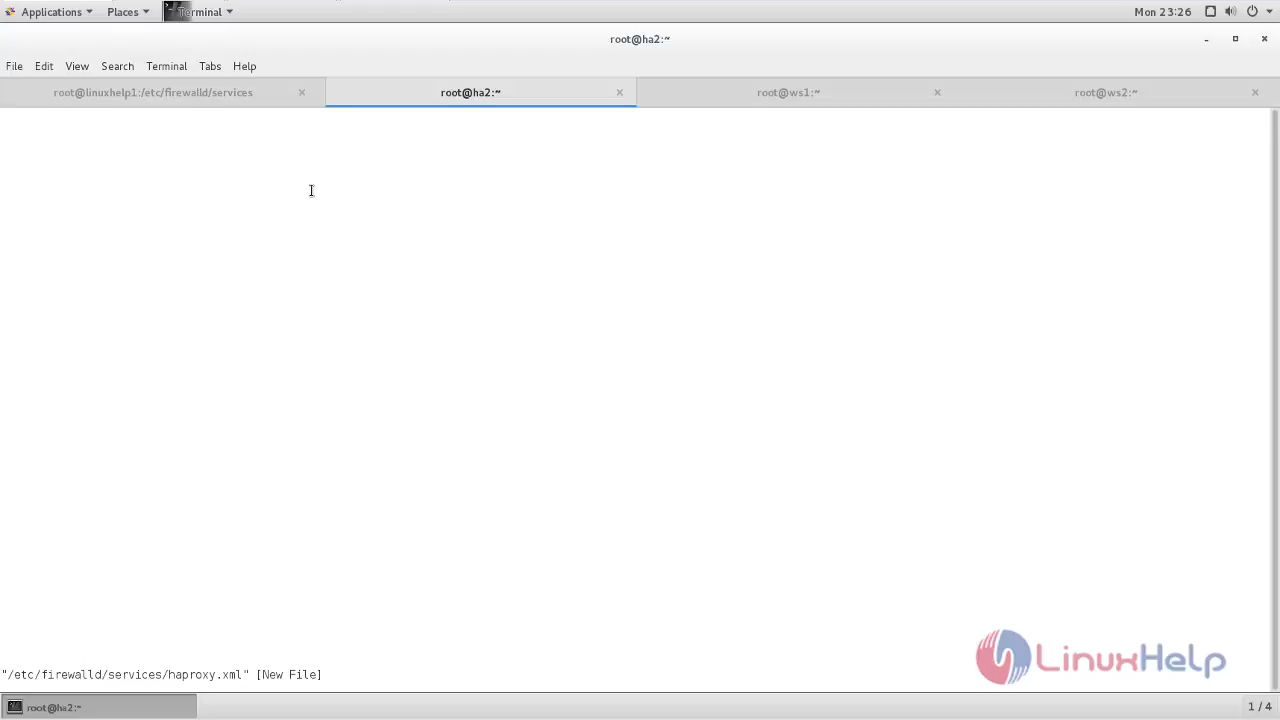 Applications Places Terminal Mon 23:26
root@ha2:~
File Edit View Search Terminal Tabs Help
root@linuxhelp1:/etc/firewalld/services root@ha2:~ root@ws1:~ root@ws2:~
"/etc/firewalld/services/haproxy.xml" [New File]
LinuxHelp
root@ha2:~ 1 / 4